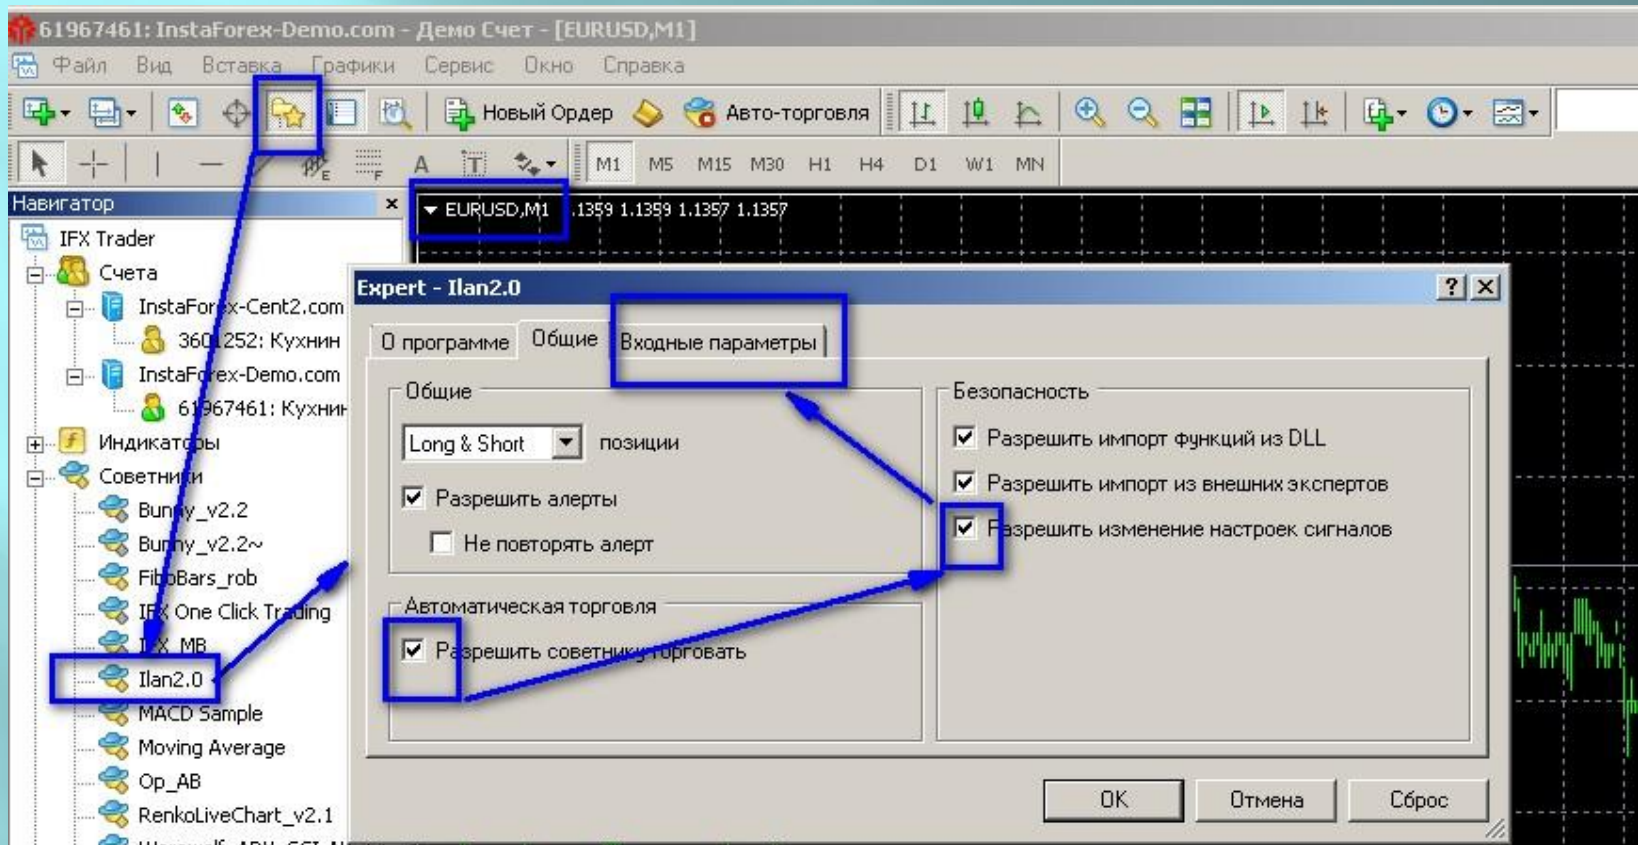 61967461: InstaForex-Demo.com - Демо Счет - [EURUSD,M1]
Файл Вид Вставка Графики Сервис Окно Справка
Новый Ордер Авто-торговля
E F A T M1 M5 M15 M30 H1 H4 D1 W1 MN
Навигатор
EURUSD,M1 .1359 1.1359 1.1357 1.1357
IFX Trader
Счета
InstaForex-Cent2.com
3601252: Кухнин
InstaForex-Demo.com
61967461: Кухнин
Индикаторы
Советники
Bunny_v2.2
Bunny_v2.2~
FiboBars_rob
IFX One Click Trading
IFX_MB
Ilan2.0
MACD Sample
Moving Average
Op_AB
RenkoLiveChart_v2.1
Expert - Ilan2.0
О программе Общие Входные параметры
Общие
Long & Short позиции
Разрешить алерты
Не повторять алерт
Автоматическая торговля
Разрешить советнику торговать
Безопасность
Разрешить импорт функций из DLL
Разрешить импорт из внешних экспертов
Разрешить изменение настроек сигналов
OK Отмена Сброс